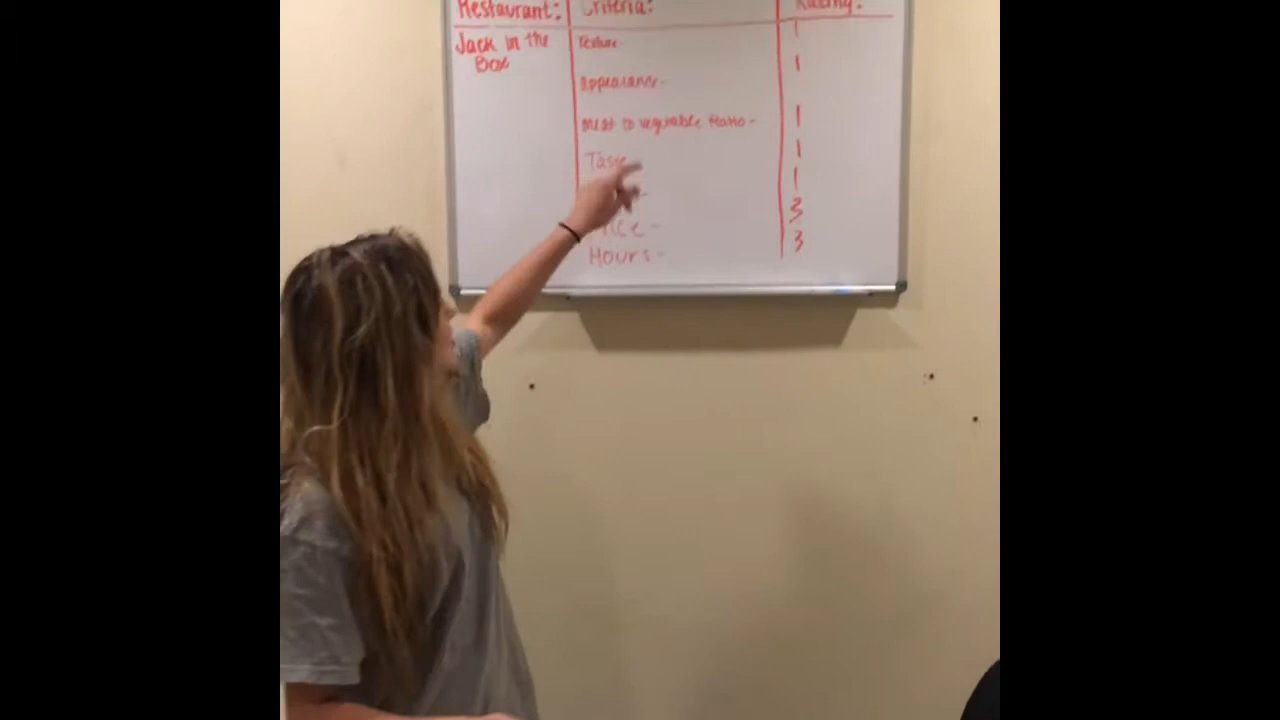 Restaurant: Criteria: Rating:
Jack in the Texture- 1
Box 1
appearance-
meat to vegetable Ratio- 1
Taste 1
1
3
Price-
Hours- 3